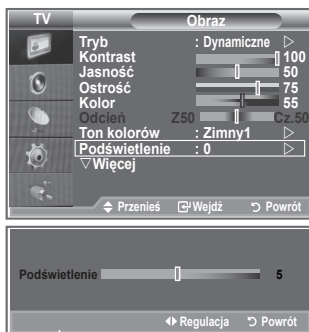 TV Obraz
Tryb : Dynamiczne
Kontrast 100
Jasność 50
Ostrość 75
Kolor 55
Odcień Z50 Cz.50
Ton kolorów : Zimny1
Podświetlenie : 0
▽Więcej
Przenieś Wejdź Powrót
Podświetlenie 5
Regulacja Powrót